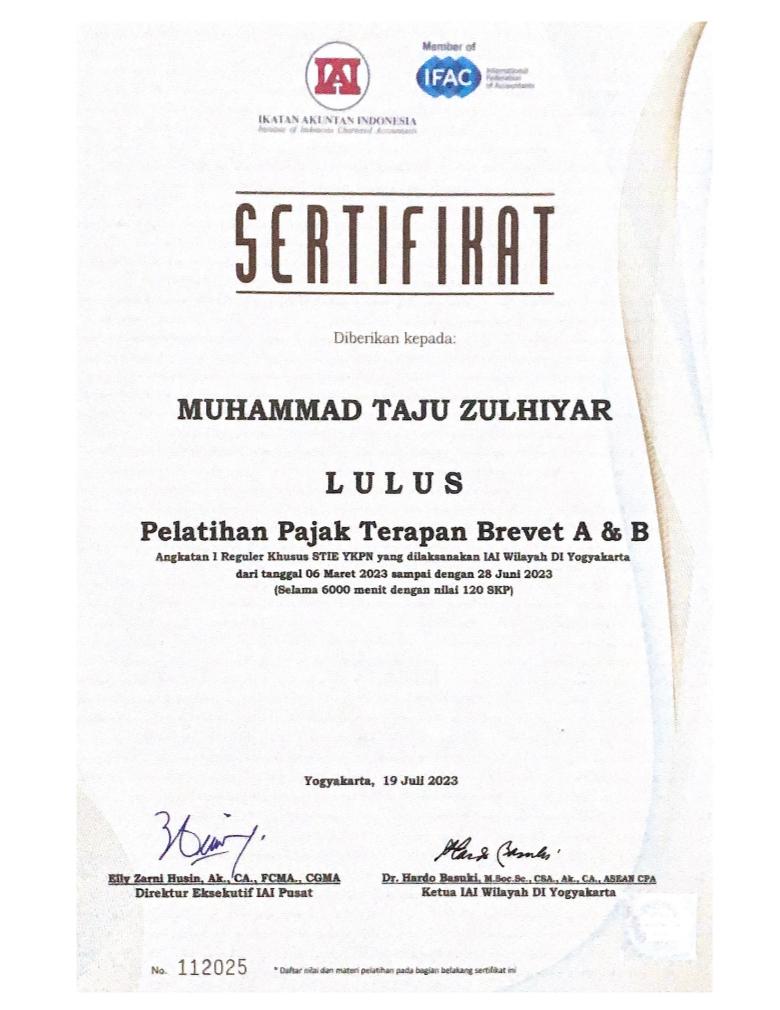 IAI
IKATAN AKUNTAN INDONESIA
Institute of Indonesia Chartered Accountants
Member of
IFAC
International
Federation
of Accountants
SERTIFIKAT
Diberikan kepada:
MUHAMMAD TAJU ZULHIYAR
LULUS
Pelatihan Pajak Terapan Brevet A & B
Angkatan 1 Reguler Khusus STIE YKPN yang dilaksanakan IAI Wilayah DI Yogyakarta
dari tanggal 06 Maret 2023 sampai dengan 28 Juni 2023
(Selama 6000 menit dengan nilai 120 SKP)
Yogyakarta, 19 Juli 2023
Elly Zarni Husin, Ak., CA., FCMA., CGMA
Direktur Eksekutif IAI Pusat
Dr. Hardo Basuki, M.Soc.Sc., CSA., Ak., CA., ASEAN CPA
Ketua IAI Wilayah DI Yogyakarta
No. 112025
* Daftar nilai dan materi pelatihan pada bagian belakang sertifikat ini